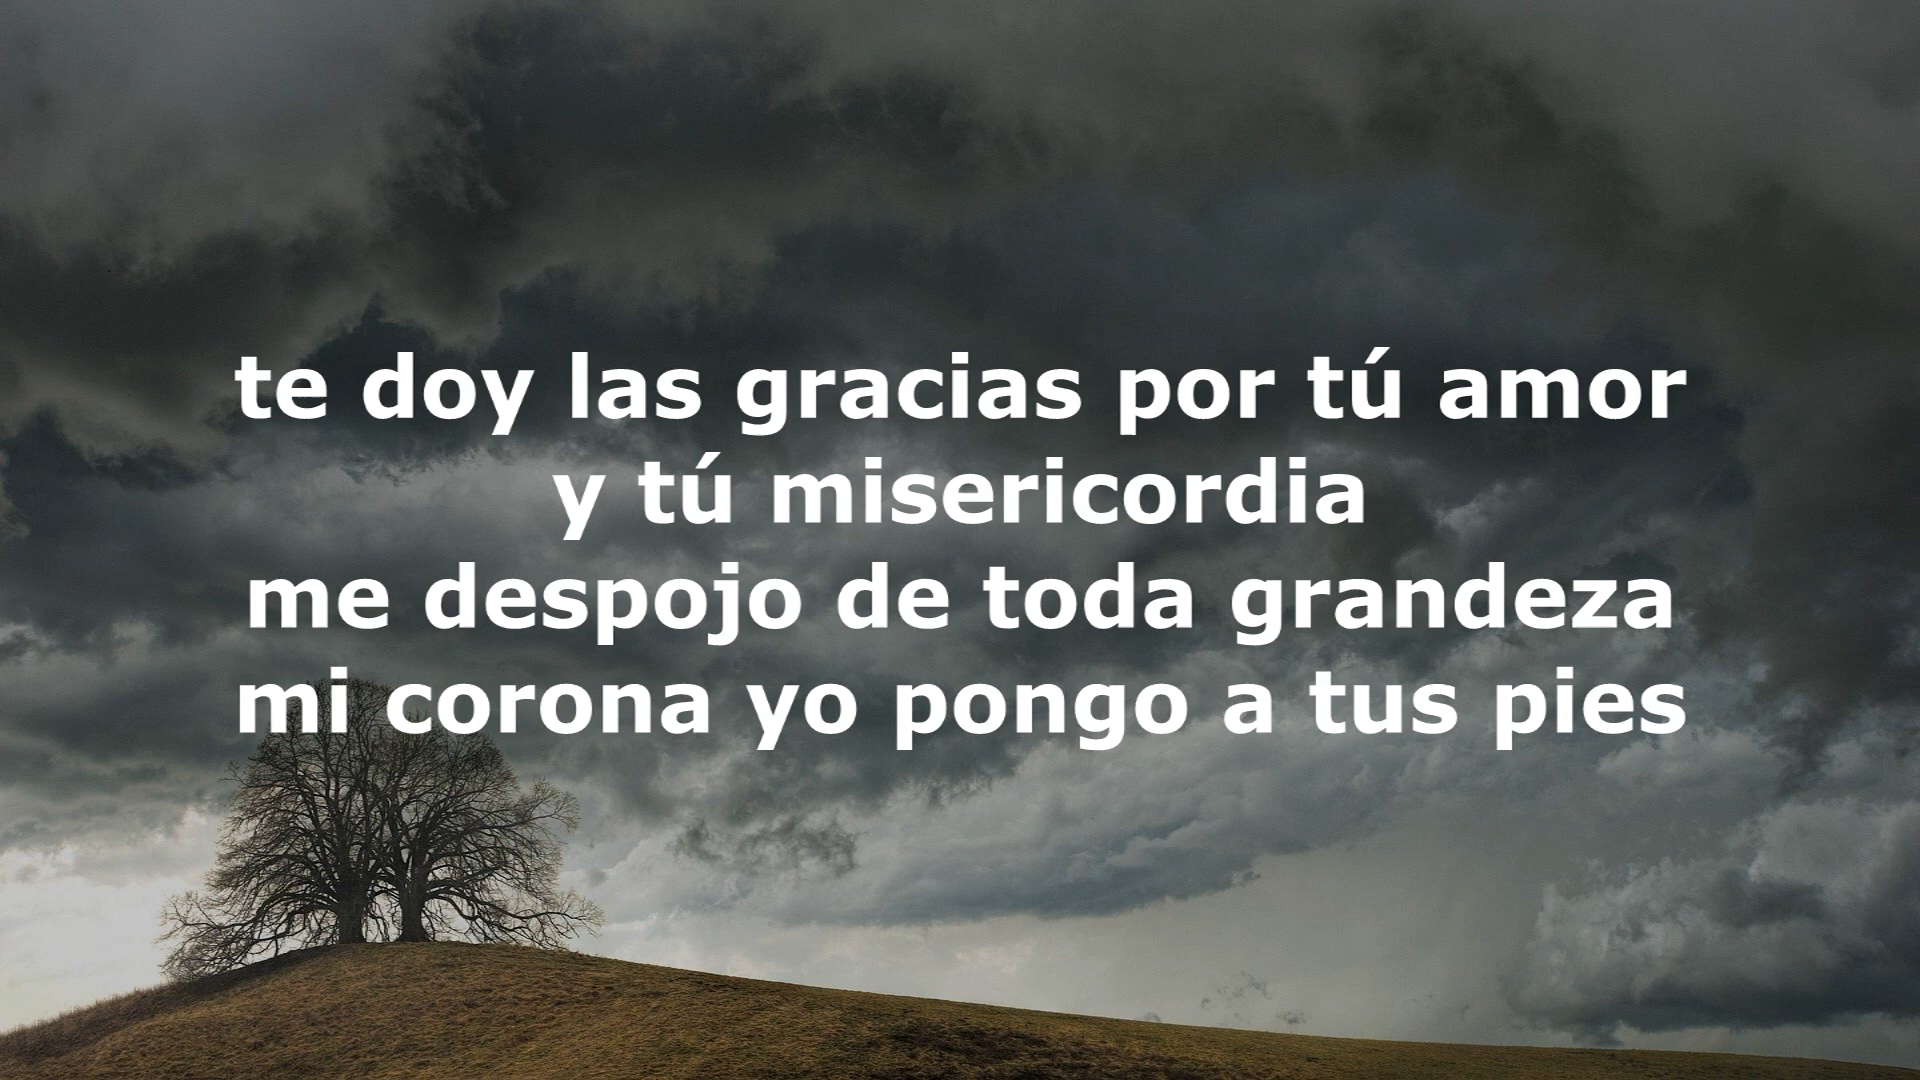 te doy las gracias por tú amor
y tú misericordia
me despojo de toda grandeza
mi corona yo pongo a tus pies